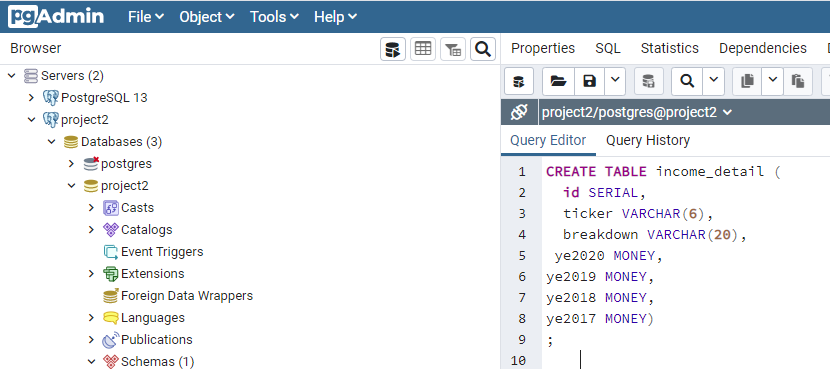 pgAdmin File Object Tools Help
Browser
Properties SQL Statistics Dependencies D
Servers (2)
PostgreSQL 13
project2
Databases (3)
postgres
project2
Casts
Catalogs
Event Triggers
Extensions
Foreign Data Wrappers
Languages
Publications
Schemas (1)
project2/postgres@project2
Query Editor Query History
1 CREATE TABLE income_detail (
2 id SERIAL,
3 ticker VARCHAR(6),
4 breakdown VARCHAR(20),
5 ye2020 MONEY,
6 ye2019 MONEY,
7 ye2018 MONEY,
8 ye2017 MONEY)
9 ;
10